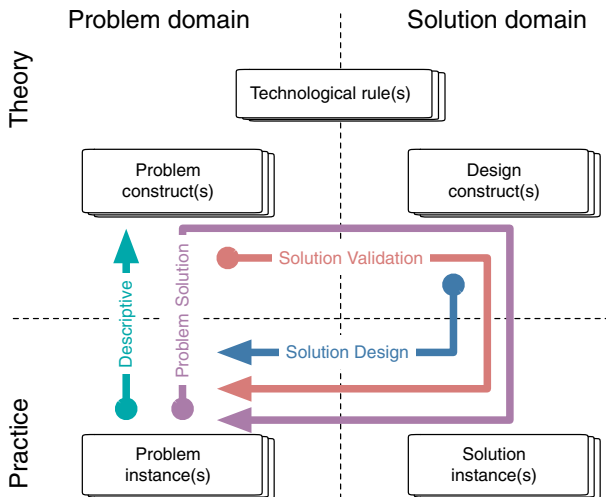 Problem domain
Solution domain
Theory
Technological rule(s)
Problem
construct(s)
Design
construct(s)
Solution Validation
Descriptive
Problem Solution
Solution Design
Practice
Problem
instance(s)
Solution
instance(s)